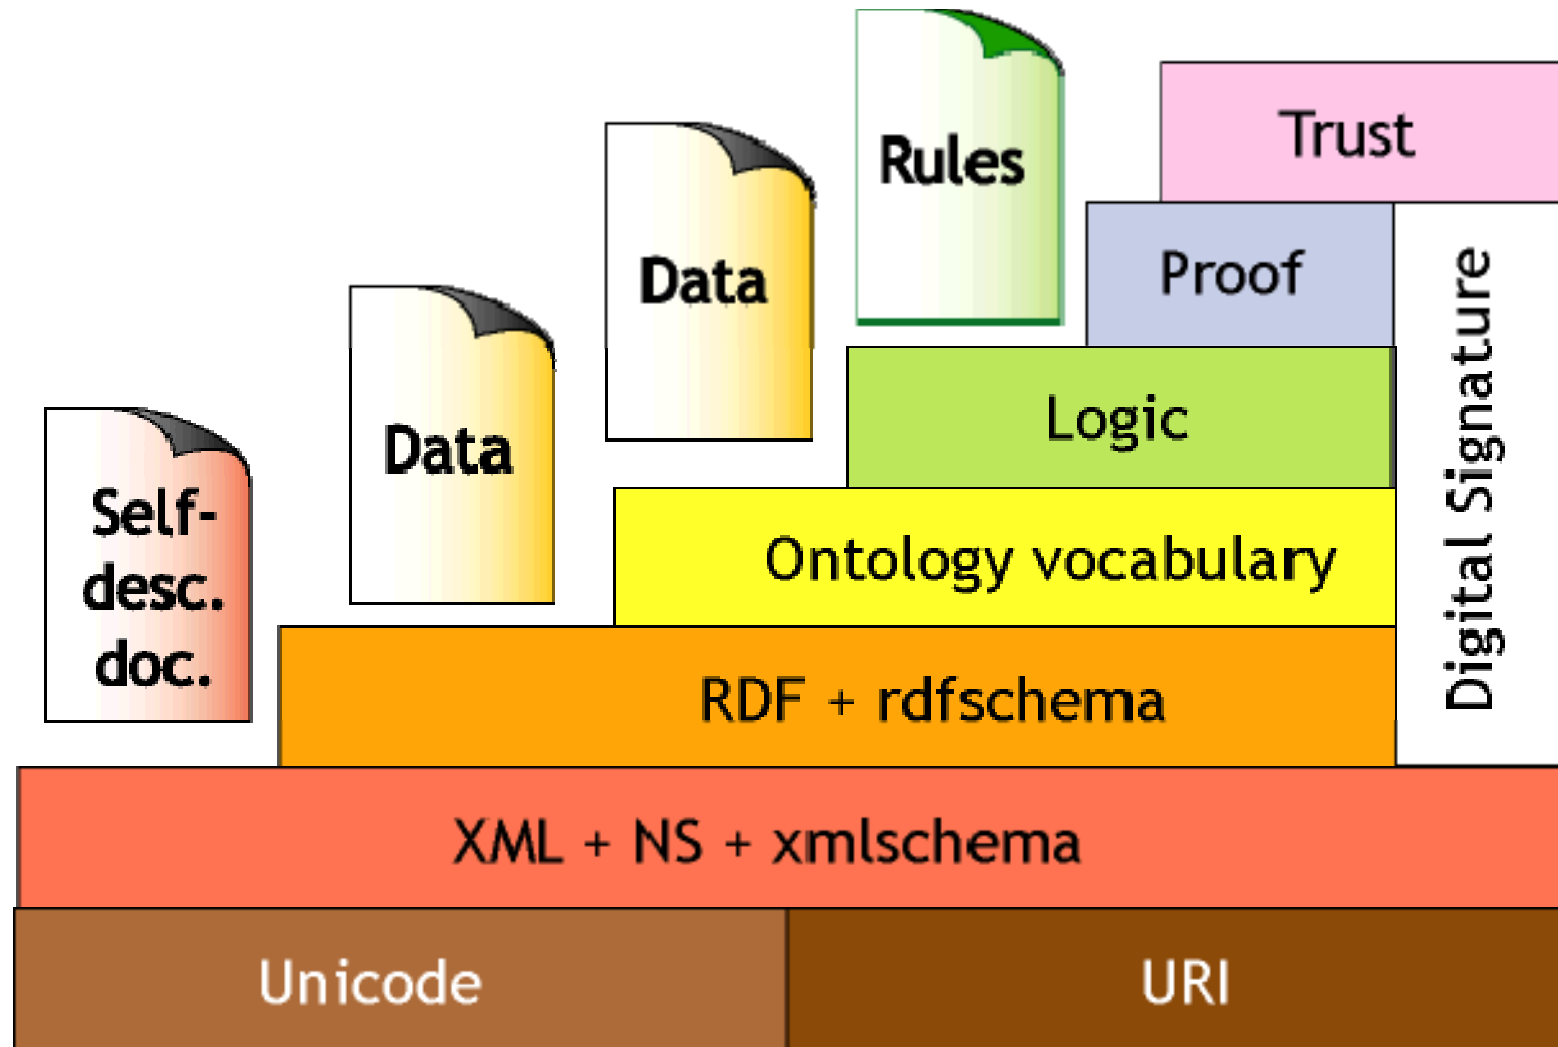 Rules
Trust
Data
Proof
Data
Logic
Digital Signature
Self-
desc.
doc.
Ontology vocabulary
RDF + rdfschema
XML + NS + xmlschema
Unicode
URI